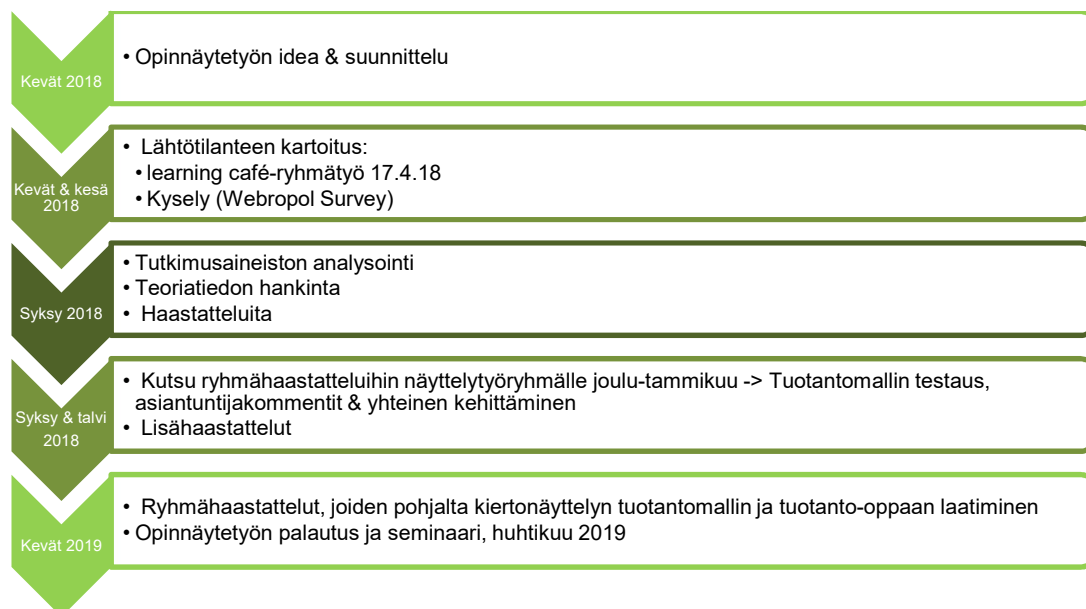 Kevät 2018
• Opinnäytetyön idea & suunnittelu
Kevät & kesä
2018
• Lähtötilanteen kartoitus:
• learning café-ryhmätyö 17.4.18
• Kysely (Webropol Survey)
Syksy 2018
• Tutkimusaineiston analysointi
• Teoriatiedon hankinta
• Haastatteluita
Syksy & talvi
2018
• Kutsu ryhmähaastatteluihin näyttelytyöryhmälle joulu-tammikuu -> Tuotantomallin testaus,
asiantuntijakommentit & yhteinen kehittäminen
• Lisähaastattelut
Kevät 2019
• Ryhmähaastattelut, joiden pohjalta kiertonäyttelyn tuotantomallin ja tuotanto-oppaan laatiminen
• Opinnäytetyön palautus ja seminaari, huhtikuu 2019